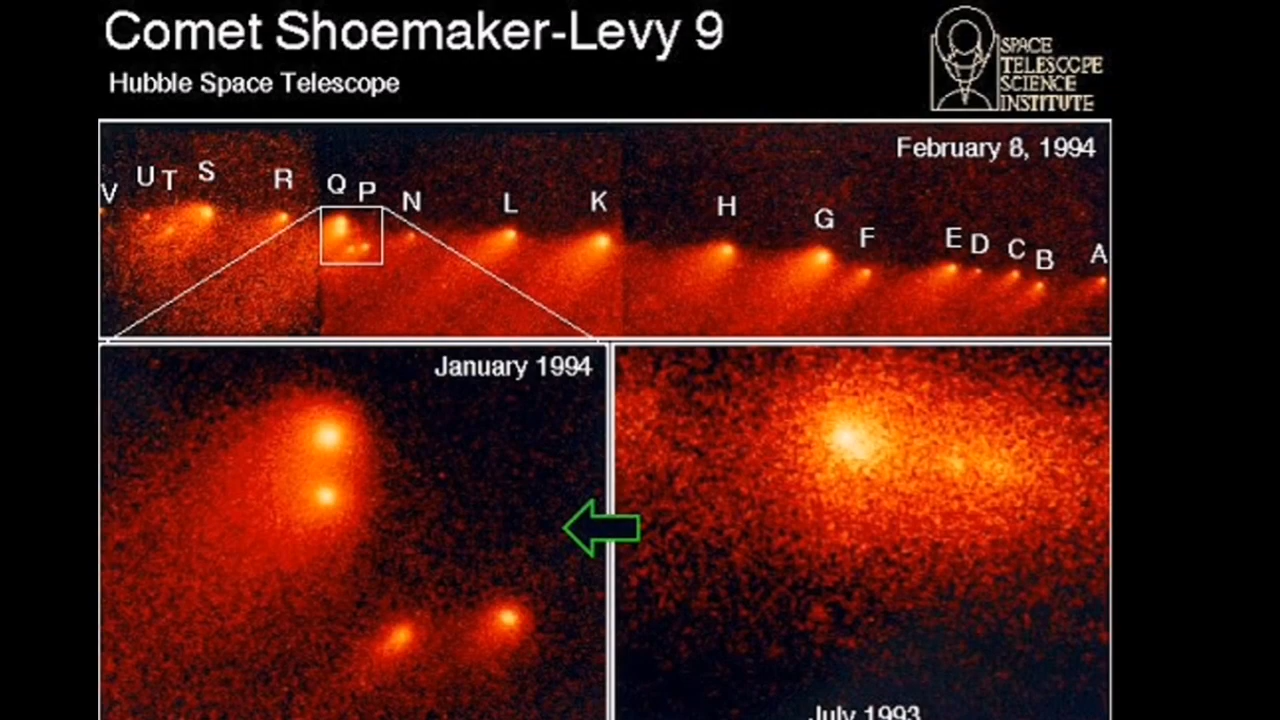 Comet Shoemaker-Levy 9
Hubble Space Telescope
SPACE
TELESCOPE
SCIENCE
INSTITUTE
February 8, 1994
V U T S R Q P N L K H G F E D C B A
January 1994
July 1993